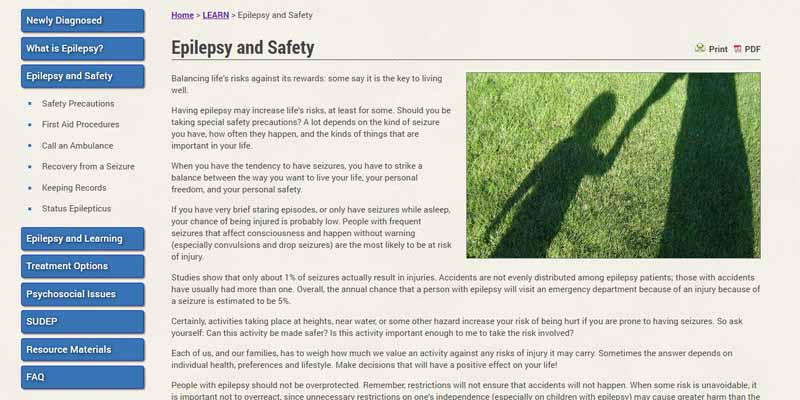 Newly Diagnosed
What is Epilepsy?
Epilepsy and Safety
Safety Precautions
First Aid Procedures
Call an Ambulance
Recovery from a Seizure
Keeping Records
Status Epilepticus
Epilepsy and Learning
Treatment Options
Psychosocial Issues
SUDEP
Resource Materials
FAQ
Home > LEARN > Epilepsy and Safety
Epilepsy and Safety
Print PDF
Balancing life's risks against its rewards: some say it is the key to living
well.
Having epilepsy may increase life's risks, at least for some. Should you be
taking special safety precautions? A lot depends on the kind of seizure
you have, how often they happen, and the kinds of things that are
important in your life.
When you have the tendency to have seizures, you have to strike a
balance between the way you want to live your life, your personal
freedom, and your personal safety.
If you have very brief staring episodes, or only have seizures while asleep,
your chance of being injured is probably low. People with frequent
seizures that affect consciousness and happen without warning
(especially convulsions and drop seizures) are the most likely to be at risk
of injury.
Studies show that only about 1% of seizures actually result in injuries. Accidents are not evenly distributed among epilepsy patients; those with accidents
have usually had more than one. Overall, the annual chance that a person with epilepsy will visit an emergency department because of an injury because of
a seizure is estimated to be 5%.
Certainly, activities taking place at heights, near water, or some other hazard increase your risk of being hurt if you are prone to having seizures. So ask
yourself: Can this activity be made safer? Is this activity important enough to me to take the risk involved?
Each of us, and our families, has to weigh how much we value an activity against any risks of injury it may carry. Sometimes the answer depends on
individual health, preferences and lifestyle. Make decisions that will have a positive effect on your life!
People with epilepsy should not be overprotected. Remember, restrictions will not ensure that accidents will not happen. When some risk is unavoidable, it
is important not to overreact, since unnecessary restrictions on one's independence (especially on children with epilepsy) may cause greater harm than the